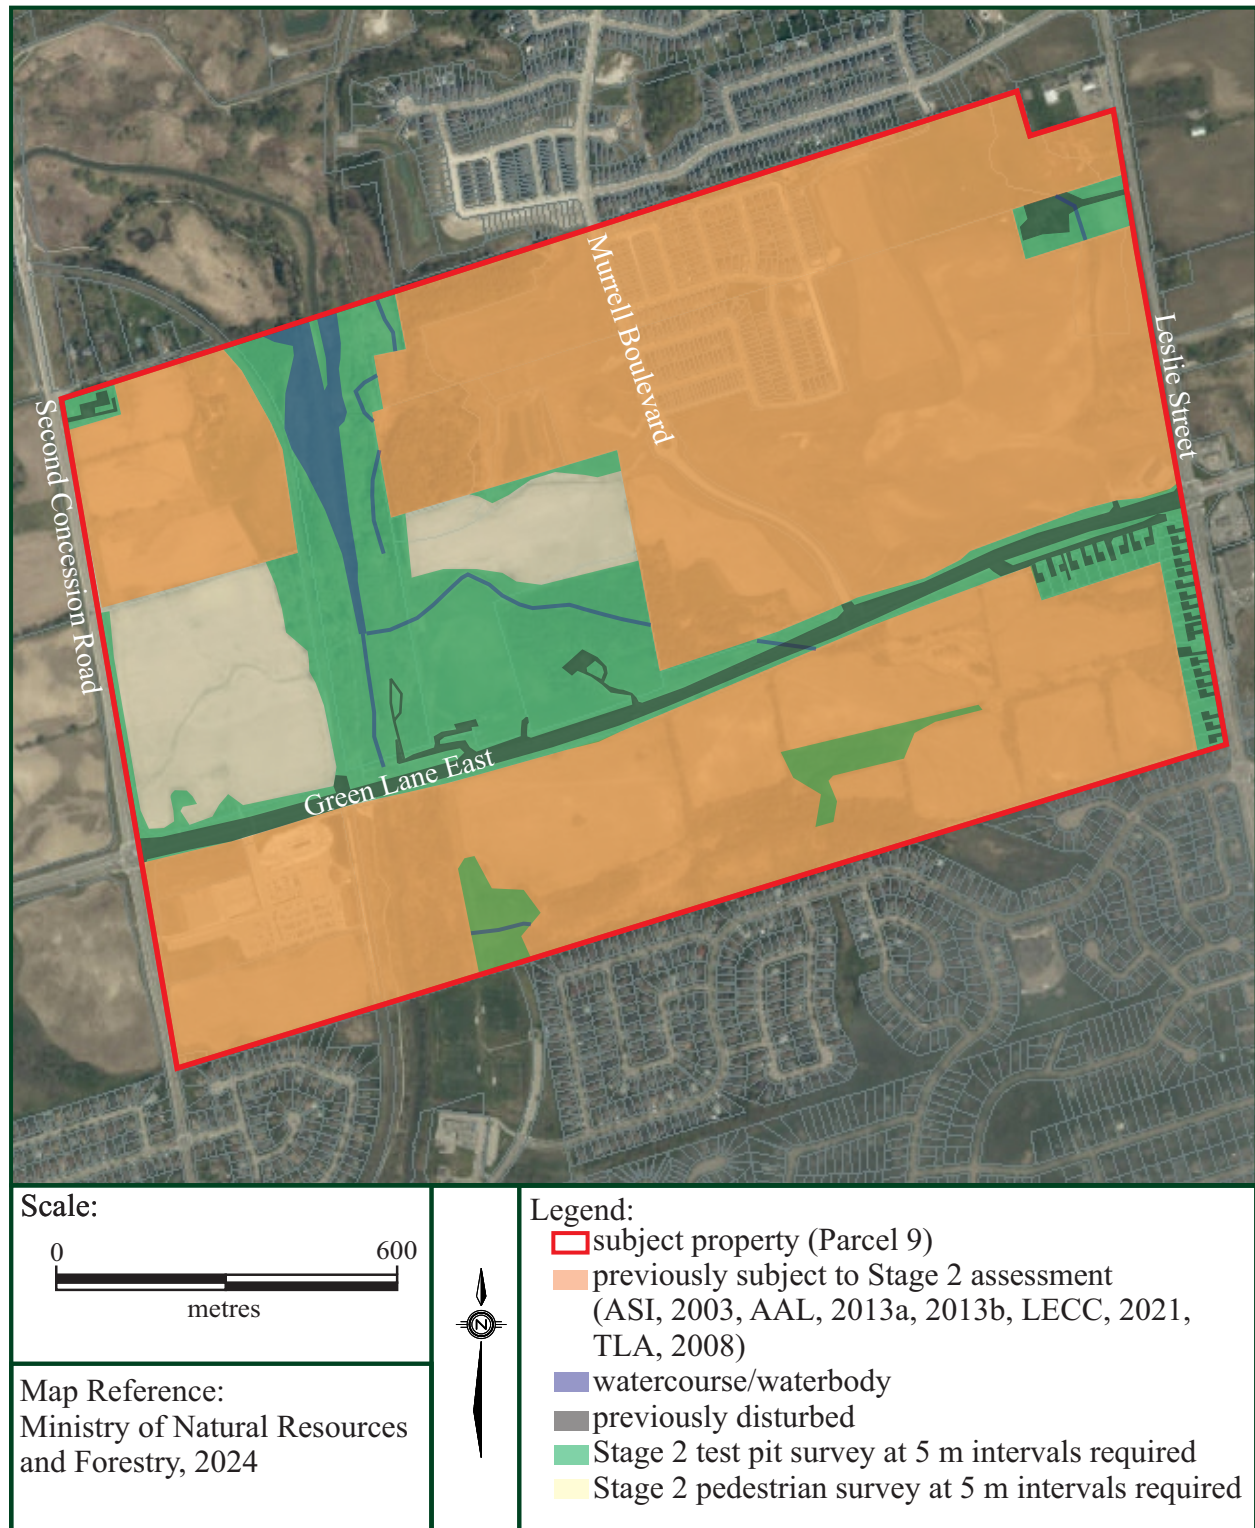 Murrell Boulevard
Leslie Street
Second Concession Road
Green Lane East
Scale:
0 600
metres
Map Reference:
Ministry of Natural Resources
and Forestry, 2024
N
Legend:
subject property (Parcel 9)
previously subject to Stage 2 assessment
(ASI, 2003, AAL, 2013a, 2013b, LECC, 2021,
TLA, 2008)
watercourse/waterbody
previously disturbed
Stage 2 test pit survey at 5 m intervals required
Stage 2 pedestrian survey at 5 m intervals required